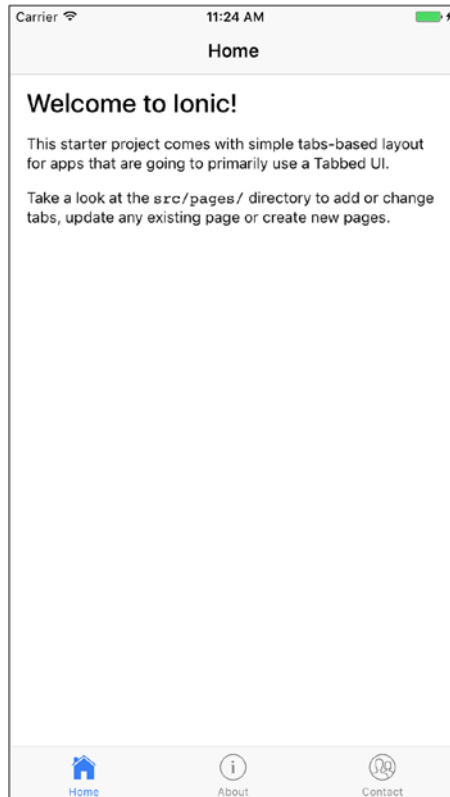 Carrier 11:24 AM
Home
Welcome to Ionic!
This starter project comes with simple tabs-based layout
for apps that are going to primarily use a Tabbed UI.
Take a look at the src/pages/ directory to add or change
tabs, update any existing page or create new pages.
Home About Contact